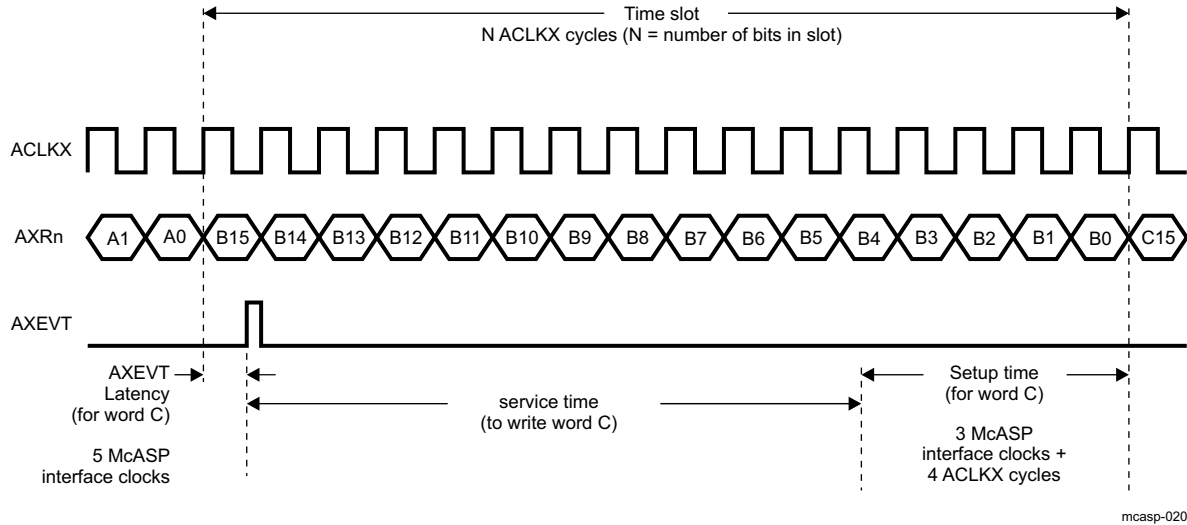 Time slot
N ACLKX cycles (N = number of bits in slot)
ACLKX
AXRn
A1 A0 B15 B14 B13 B12 B11 B10 B9 B8 B7 B6 B5 B4 B3 B2 B1 B0 C15
AXEVT
AXEVT
Latency
(for word C)
5 McASP
interface clocks
service time
(to write word C)
Setup time
(for word C)
3 McASP
interface clocks +
4 ACLKX cycles
mcasp-020